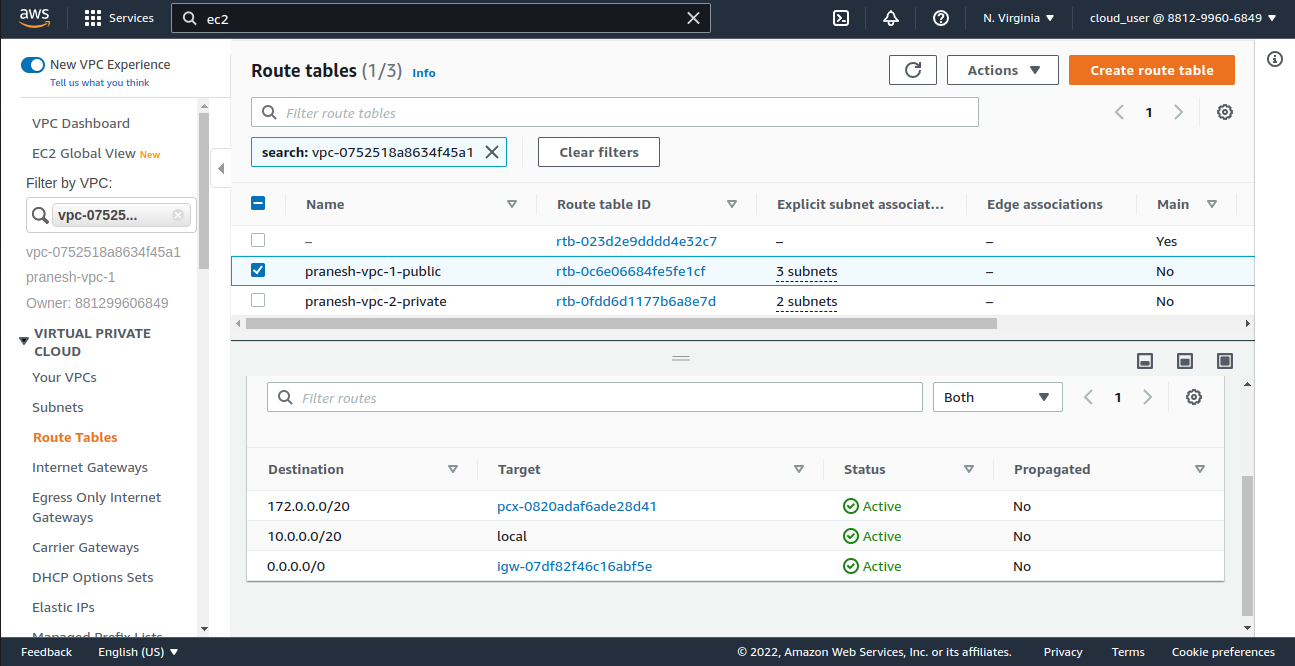 aws
Services
ec2
N. Virginia
cloud_user @ 8812-9960-6849
New VPC Experience
Tell us what you think
VPC Dashboard
EC2 Global View New
Filter by VPC:
vpc-07525...
vpc-0752518a8634f45a1
pranesh-vpc-1
Owner: 881299606849
VIRTUAL PRIVATE
CLOUD
Your VPCs
Subnets
Route Tables
Internet Gateways
Egress Only Internet
Gateways
Carrier Gateways
DHCP Options Sets
Elastic IPs
Managed Prefix Lists
Route tables (1/3) Info
Actions
Create route table
Filter route tables
1
search: vpc-0752518a8634f45a1
Clear filters
Name Route table ID Explicit subnet associat... Edge associations Main
– rtb-023d2e9dddd4e32c7 – – Yes
pranesh-vpc-1-public rtb-0c6e06684fe5fe1cf 3 subnets – No
pranesh-vpc-2-private rtb-0fdd6d1177b6a8e7d 2 subnets – No
Filter routes
Both
1
Destination Target Status Propagated
172.0.0.0/20 pcx-0820adaf6ade28d41 Active No
10.0.0.0/20 local Active No
0.0.0.0/0 igw-07df82f46c16abf5e Active No
Feedback English (US) © 2022, Amazon Web Services, Inc. or its affiliates. Privacy Terms Cookie preferences